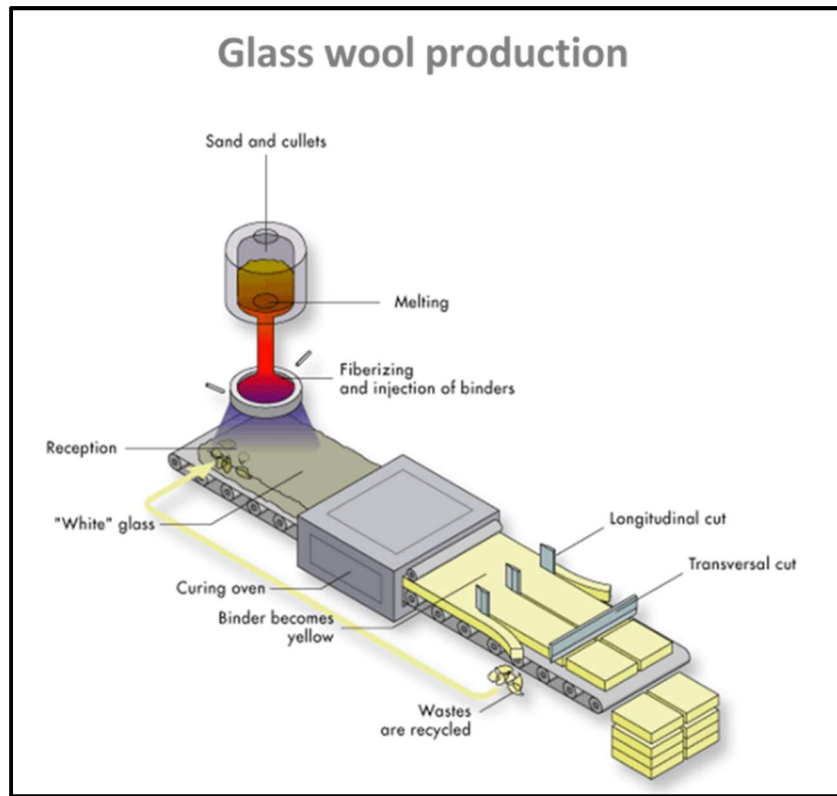 Glass wool production
Sand and cullets
Melting
Fiberizing
and injection of binders
Reception
"White" glass
Longitudinal cut
Transversal cut
Curing oven
Binder becomes
yellow
Wastes
are recycled